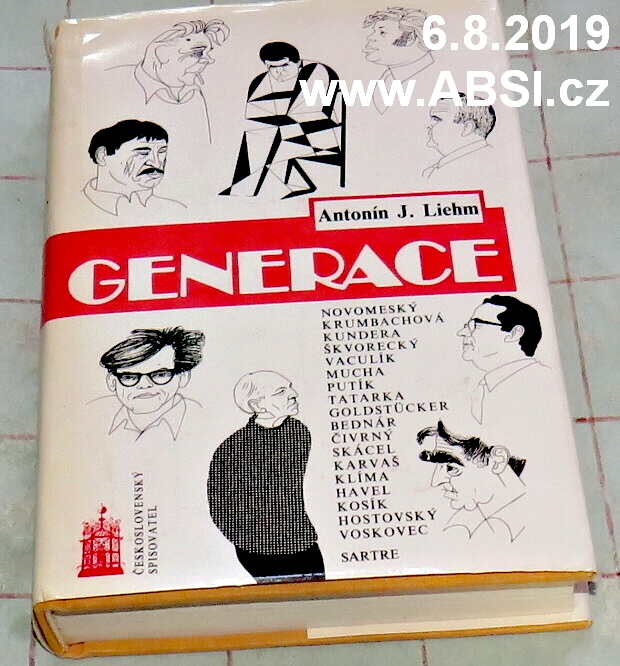 6.8.2019
www.ABSI.cz
Antonín J. Liehm
GENERACE
NOVOMESKÝ
KRUMBACHOVÁ
KUNDERA
ŠKVORECKÝ
VACULÍK
MUCHA
PUTÍK
TATARKA
GOLDSTÜCKER
BEDNÁR
ČIVRNÝ
SKÁCEL
KARVAŠ
KLÍMA
HAVEL
KOSÍK
HOSTOVSKÝ
VOSKOVEC
SARTRE
ČESKOSLOVENSKÝ
SPISOVATEL